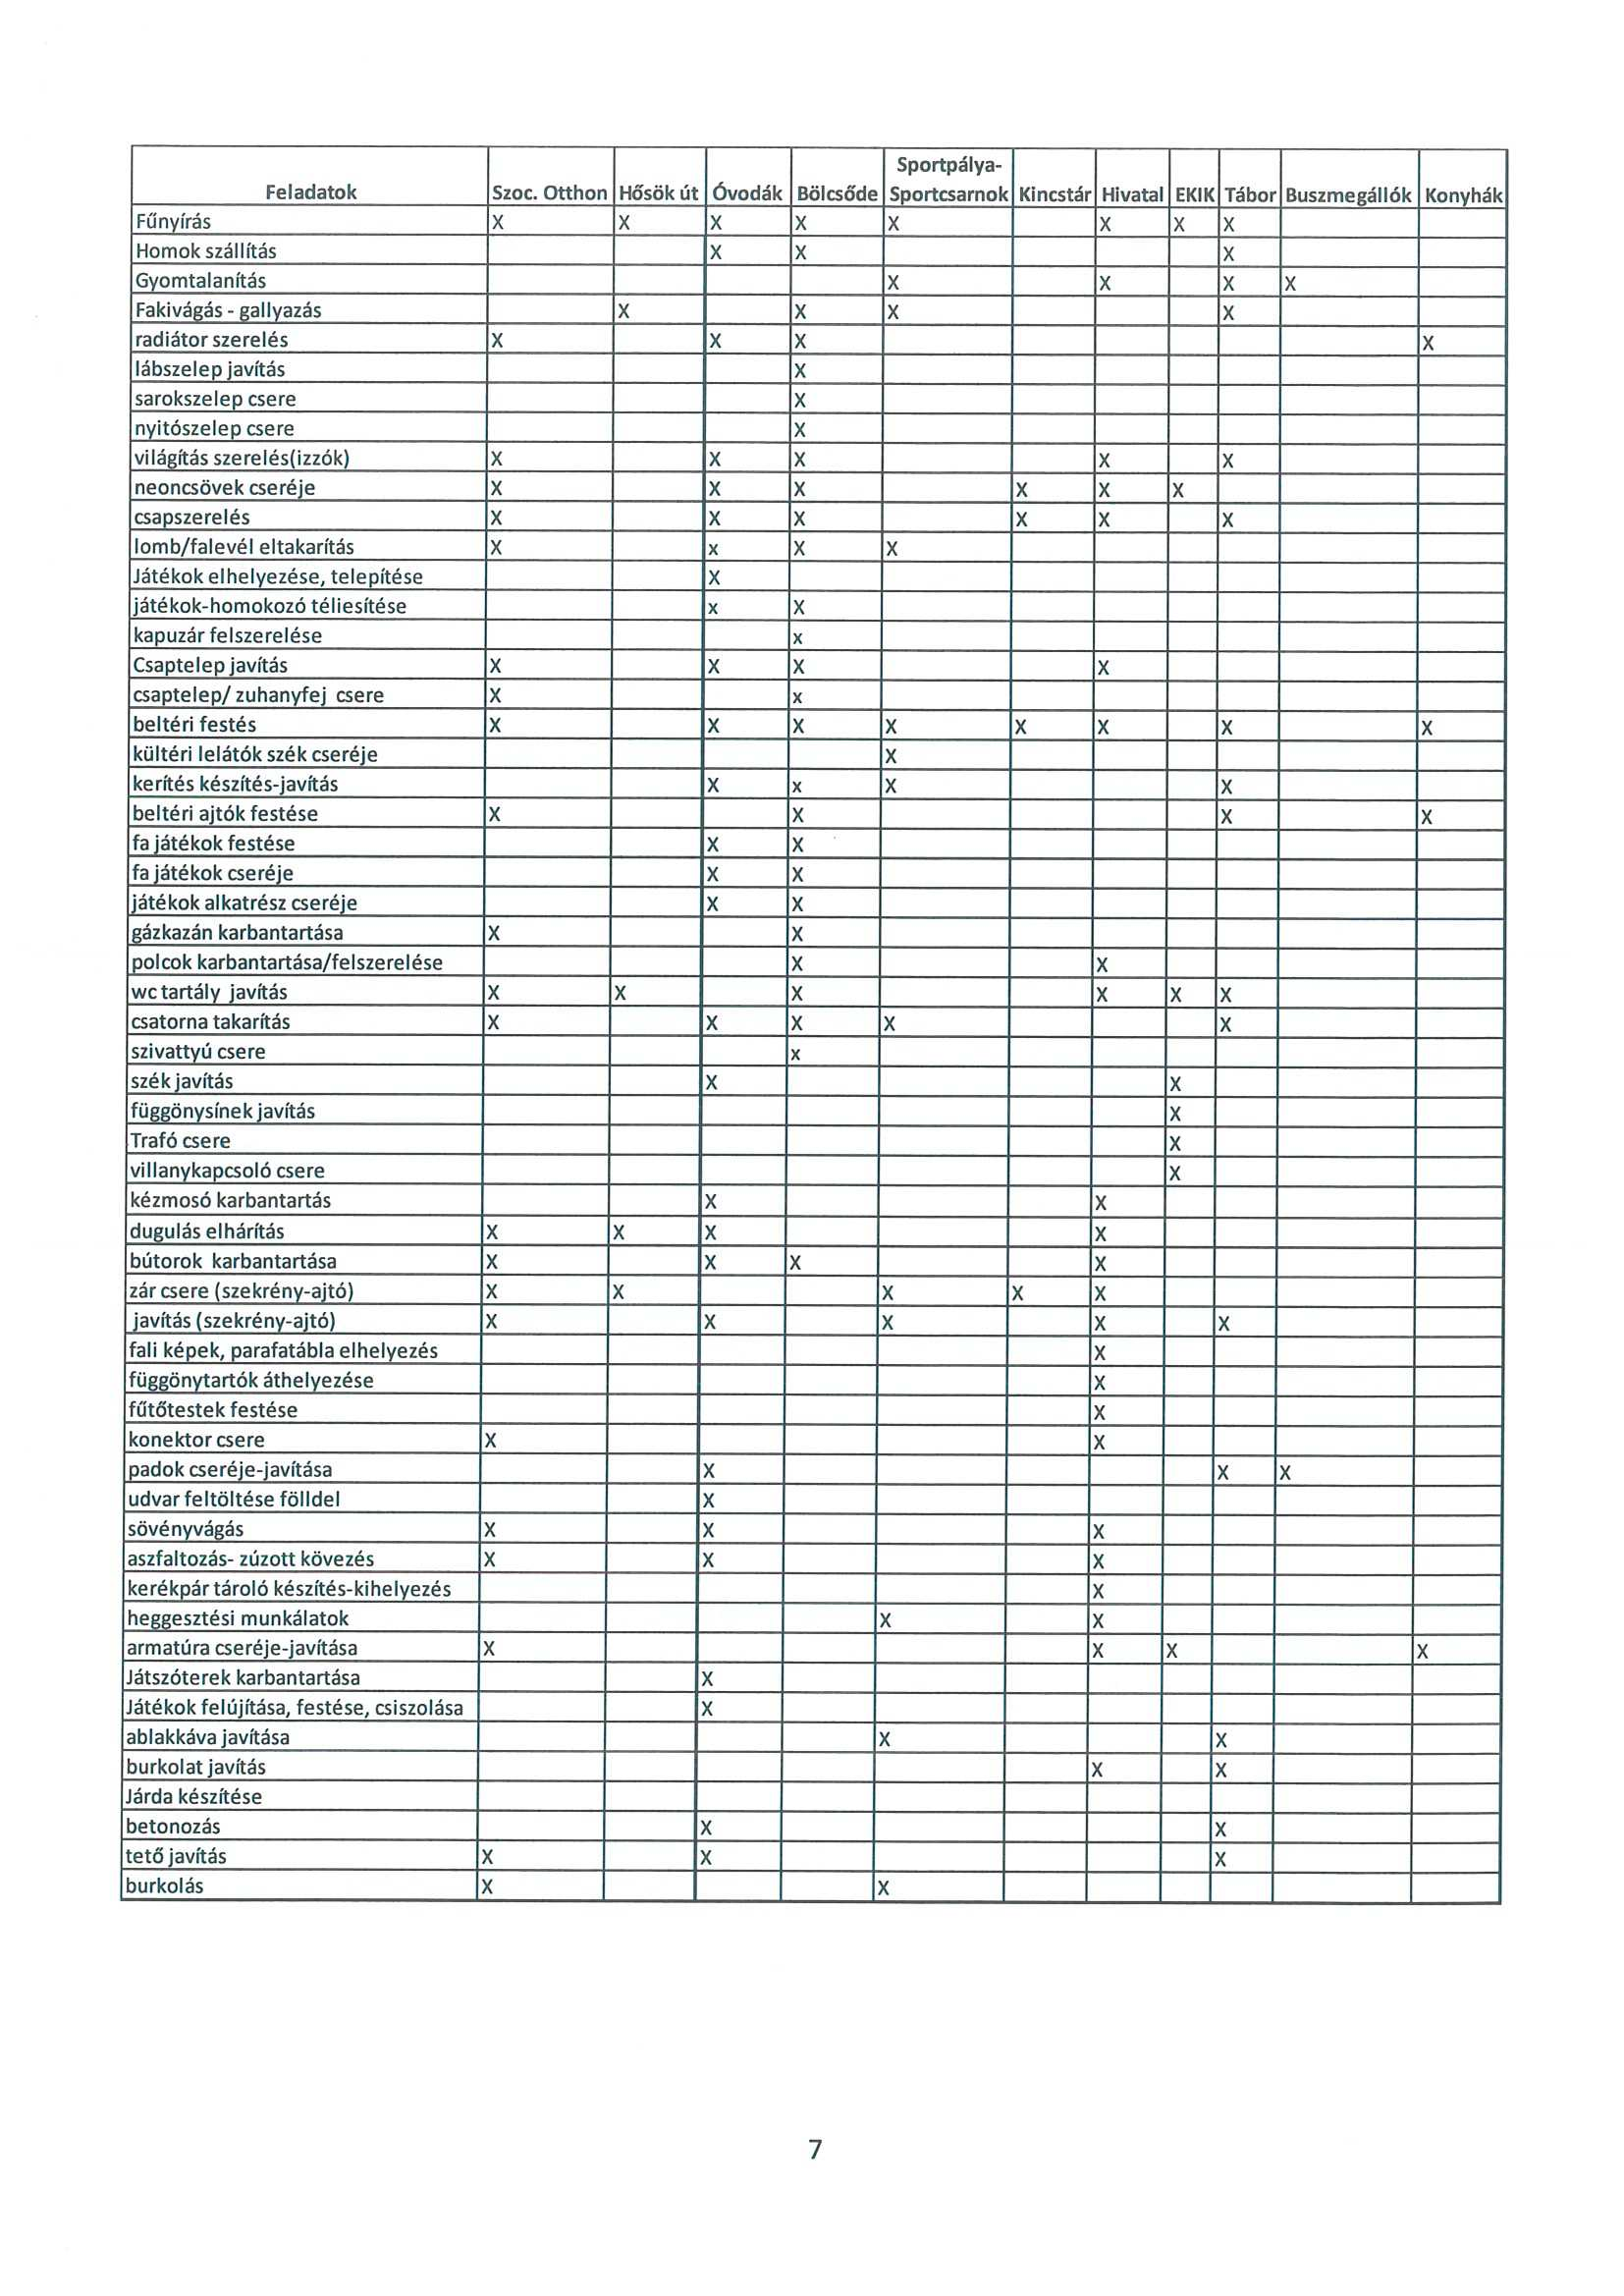 Feladatok Szoc. Otthon Hősök út Óvodák Bölcsőde Sportpálya-Sportcsarnok Kincstár Hivatal EKIK Tábor Buszmegállók Konyhák
Fűnyírás X X X X X X X X
Homok szállítás X X X
Gyomtalanítás X X X X
Fakivágás - gallyazás X X X X
radiátor szerelés X X X X
lábszelep javítás X
sarokszelep csere X
nyitószelep csere X
világítás szerelés(izzók) X X X X X
neoncsövek cseréje X X X X X X
csapszerelés X X X X X X
lomb/falevél eltakarítás X x X X
Játékok elhelyezése, telepítése X
játékok-homokozó téliesítése x X
kapuzár felszerelése x
Csaptelep javítás X X X X
csaptelep/ zuhanyfej csere X x
beltéri festés X X X X X X X X
kültéri lelátók szék cseréje X
kerítés készítés-javítás X x X X
beltéri ajtók festése X X X X
fa játékok festése X X
fa játékok cseréje X X
játékok alkatrész cseréje X X
gázkazán karbantartása X X
polcok karbantartása/felszerelése X X
wc tartály javítás X X X X X X
csatorna takarítás X X X X X
szivattyú csere x
szék javítás X X
függönysínek javítás X
Trafó csere X
villanykapcsoló csere X
kézmosó karbantartás X X
dugulás elhárítás X X X X
bútorok karbantartása X X X X
zár csere (szekrény-ajtó) X X X X X
javítás (szekrény-ajtó) X X X X X
fali képek, parafatábla elhelyezés X
függönytartók áthelyezése X
fűtőtestek festése X
konektor csere X X
padok cseréje-javítása X X X
udvar feltöltése fölldel X
sövényvágás X X X
aszfaltozás- zúzott kövezés X X X
kerékpár tároló készítés-kihelyezés X
heggesztési munkálatok X X
armatúra cseréje-javítása X X X X
Játszóterek karbantartása X
Játékok felújítása, festése, csiszolása X
ablakkáva javítása X X
burkolat javítás X X
Járda készítése
betonozás X X
tető javítás X X X
burkolás X X
7